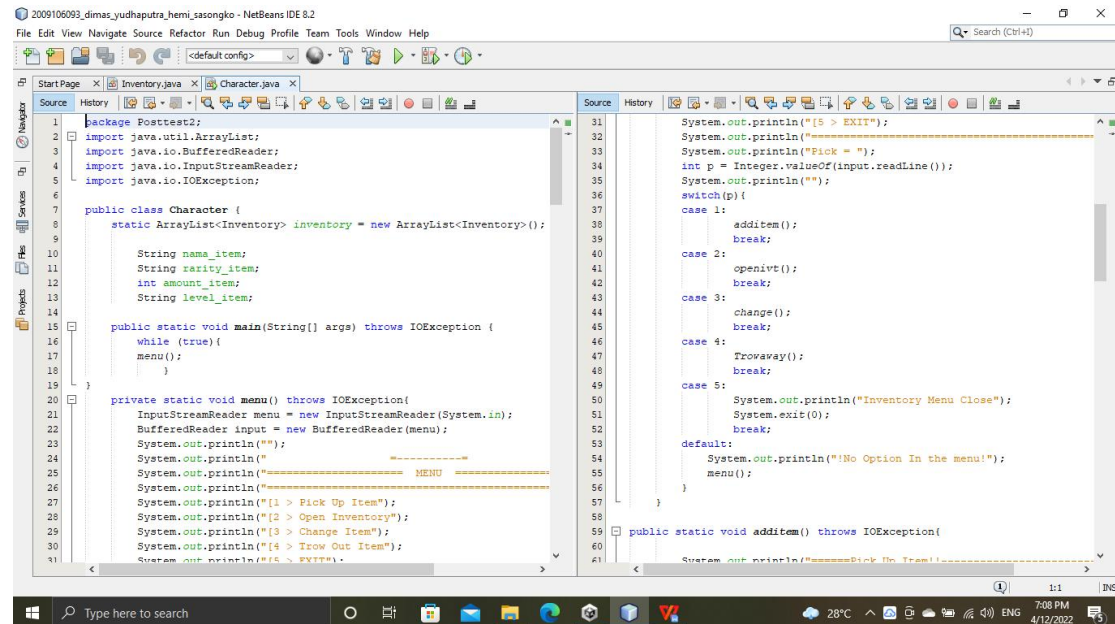 2009106093_dimas_yudhaputra_hemi_sasongko - NetBeans IDE 8.2
File Edit View Navigate Source Refactor Run Debug Profile Team Tools Window Help
Search (Ctrl+I)
<default config>
Start Page Inventory.java Character.java
Source History
Navigator
Services
Files
Projects
1 package Posttest2;
2 import java.util.ArrayList;
3 import java.io.BufferedReader;
4 import java.io.InputStreamReader;
5 import java.io.IOException;
6
7 public class Character {
8 static ArrayList<Inventory> inventory = new ArrayList<Inventory>();
9
10 String nama_item;
11 String rarity_item;
12 int amount_item;
13 String level_item;
14
15 public static void main(String[] args) throws IOException {
16 while (true){
17 menu();
18 }
19 }
20 private static void menu() throws IOException{
21 InputStreamReader menu = new InputStreamReader(System.in);
22 BufferedReader input = new BufferedReader(menu);
23 System.out.println("");
24 System.out.println(" =----------=
25 System.out.println("===================== MENU ===============
26 System.out.println("============================================
27 System.out.println("[1 > Pick Up Item");
28 System.out.println("[2 > Open Inventory");
29 System.out.println("[3 > Change Item");
30 System.out.println("[4 > Trow Out Item");
31 System.out.println("[5 > EXIT");
Source History
31 System.out.println("[5 > EXIT");
32 System.out.println("============================================
33 System.out.println("Pick = ");
34 int p = Integer.valueOf(input.readLine());
35 System.out.println("");
36 switch(p){
37 case 1:
38 additem();
39 break;
40 case 2:
41 openivt();
42 break;
43 case 3:
44 change();
45 break;
46 case 4:
47 Trowaway();
48 break;
49 case 5:
50 System.out.println("Inventory Menu Close");
51 System.exit(0);
52 break;
53 default:
54 System.out.println("!No Option In the menu!");
55 menu();
56 }
57 }
58
59 public static void additem() throws IOException{
60
61 System.out.println("======Pick Up Item!!------------------------
1 1:1 INS
Type here to search
28°C ENG 7:08 PM
4/12/2022
5